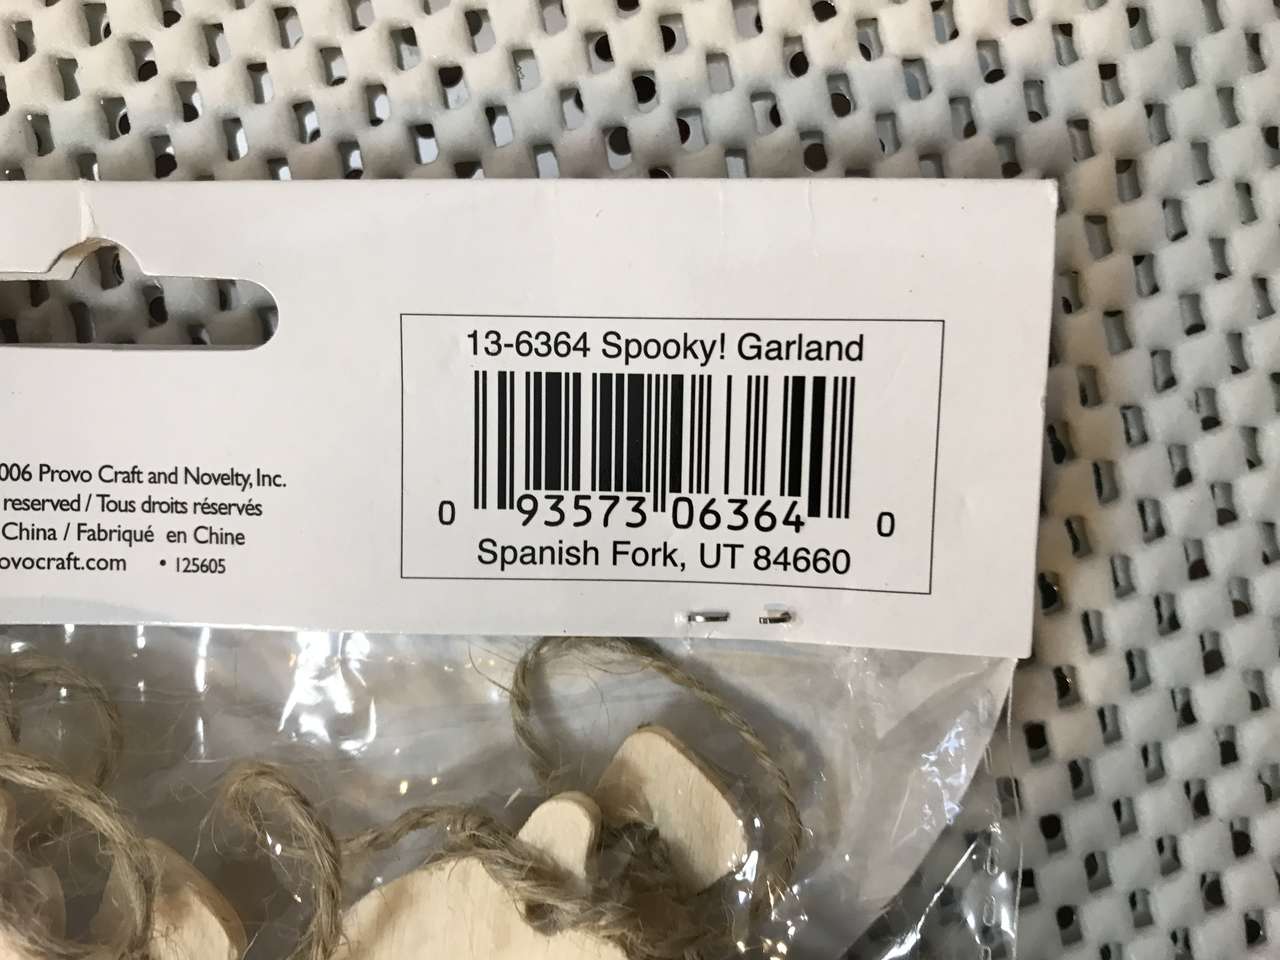 13-6364 Spooky! Garland
0 93573 06364 0
Spanish Fork, UT 84660
006 Provo Craft and Novelty, Inc.
reserved / Tous droits réservés
China / Fabriqué en Chine
ovocraft.com • 125605